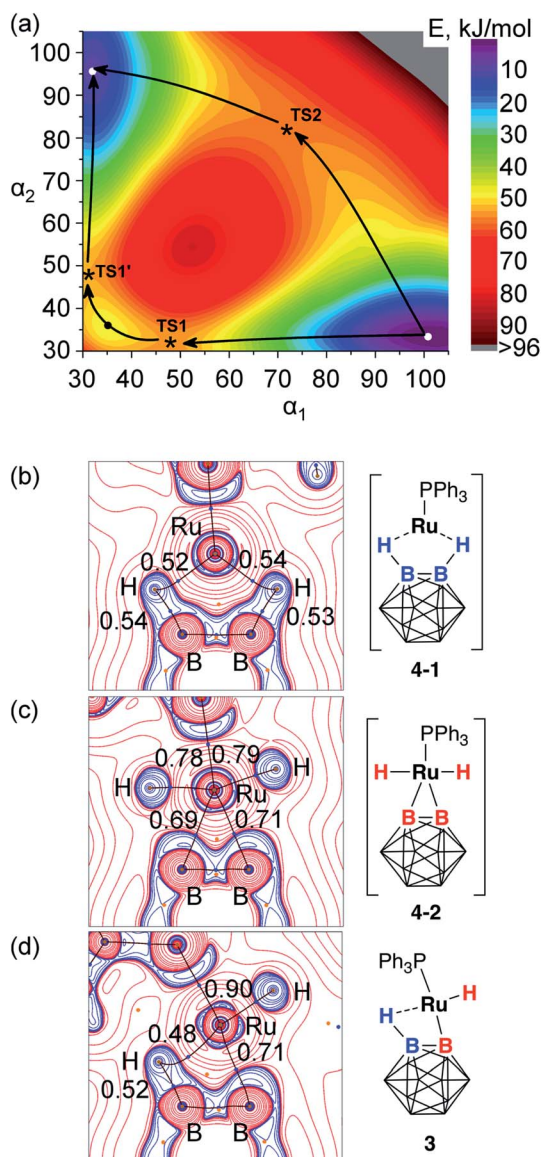 (a)
E, kJ/mol
100
90
80
70
60
50
40
30
α2
30 40 50 60 70 80 90 100
α1
TS2
TS1'
TS1
10
20
30
40
50
60
70
80
90
>96
(b)
Ru
0.52 0.54
H H
0.54 0.53
B B
PPh3
Ru
H H
B B
4-1
(c)
0.78 0.79
H H
Ru
0.69 0.71
B B
PPh3
H Ru H
B B
4-2
(d)
0.90 H
0.48 Ru
H 0.71
0.52
B B
Ph3P
H Ru H
B B
3